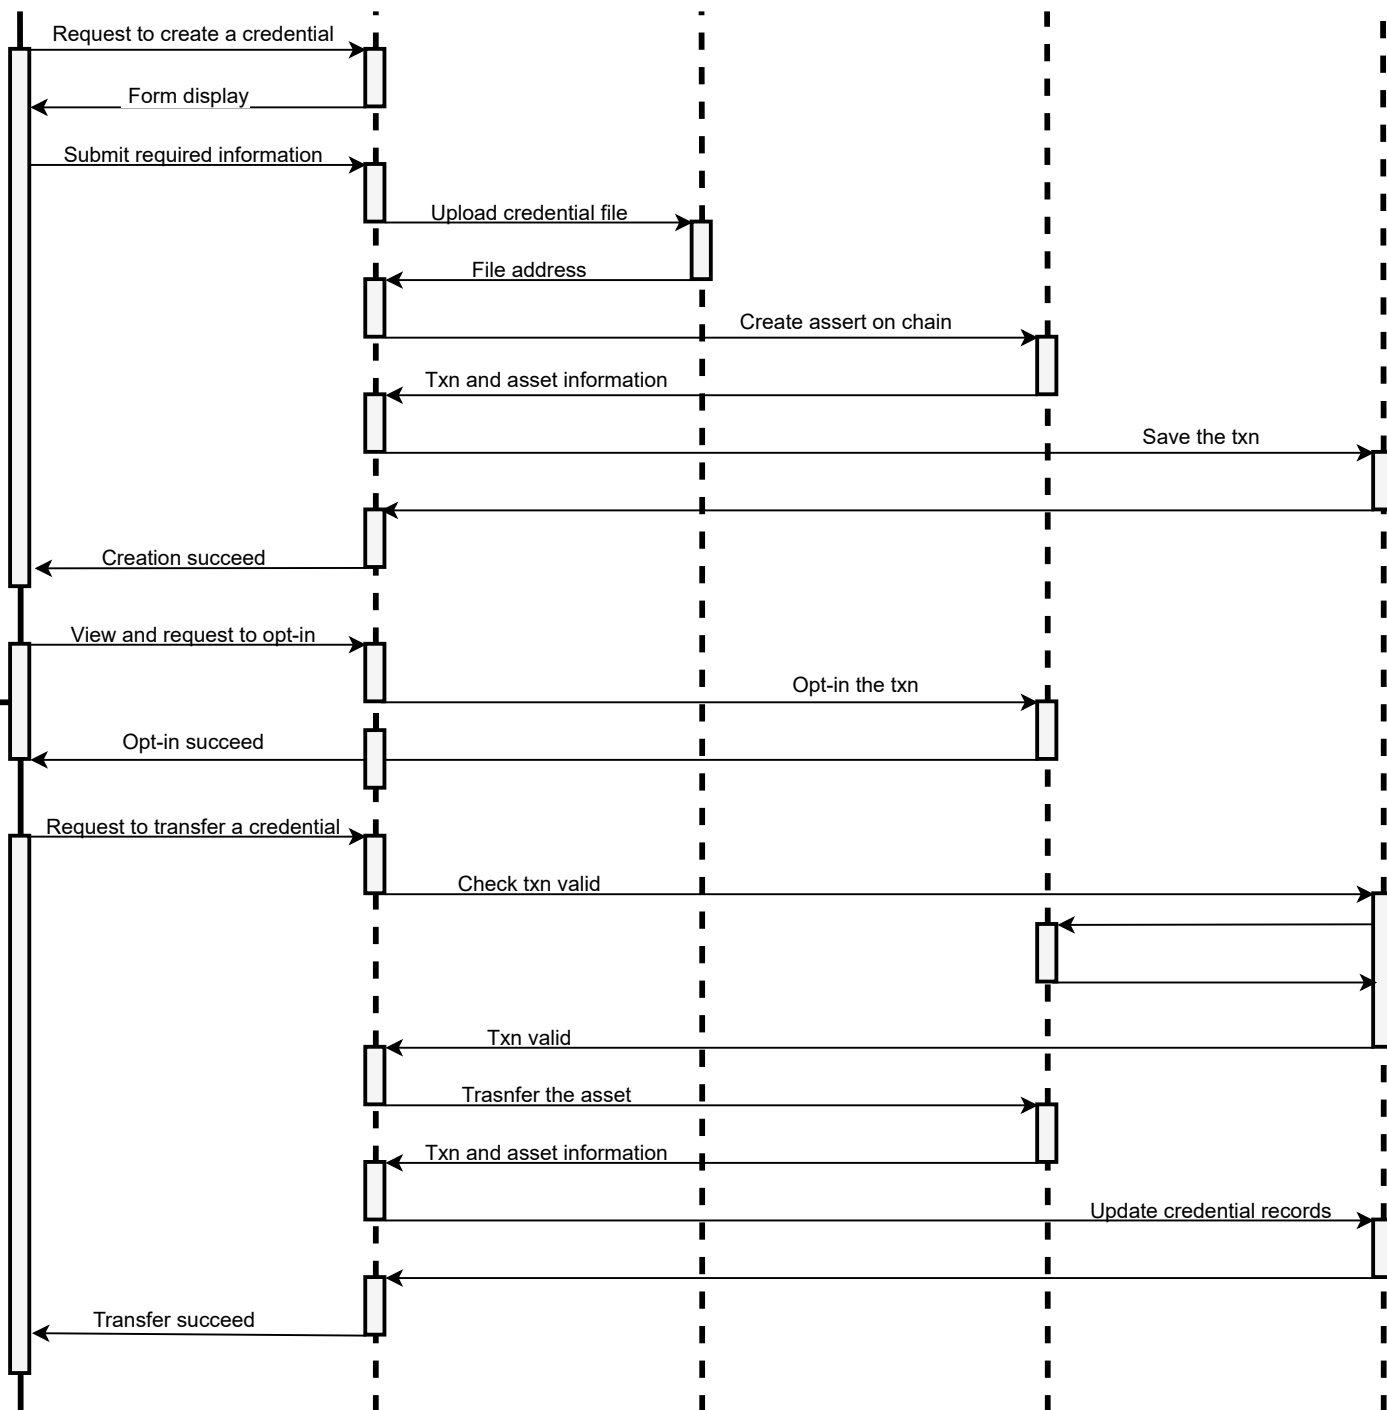 Request to create a credential
Form display
Submit required information
Upload credential file
File address
Create assert on chain
Txn and asset information
Save the txn
Creation succeed
View and request to opt-in
Opt-in the txn
Opt-in succeed
Request to transfer a credential
Check txn valid
Txn valid
Trasnfer the asset
Txn and asset information
Update credential records
Transfer succeed